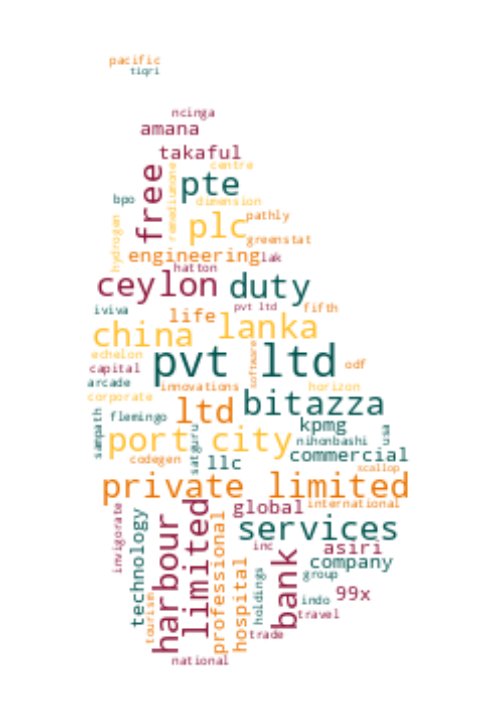 pacific
tiqri
ncinga
amana
takaful
centre
free
remediumone
pte
bpo
dimension
hydrogen
plc
pathly
greenstat
engineering
lak
hatton
ceylon
duty
iviva
life
pvt ltd
fifth
china
lanka
echelon
pvt ltd
software
odf
capital
arcade
innovations
horizon
corporate
ltd
bitazza
sampath
flemingo
kpmg
port city
satguru
nihonbashi
usa
codegen
llc
commercial
scallop
private limited
invigorate
technology
harbour
limited
global
international
professional
services
inc
asiri
hospital
bank
company
holdings
group
tourism
indo
99x
travel
trade
national